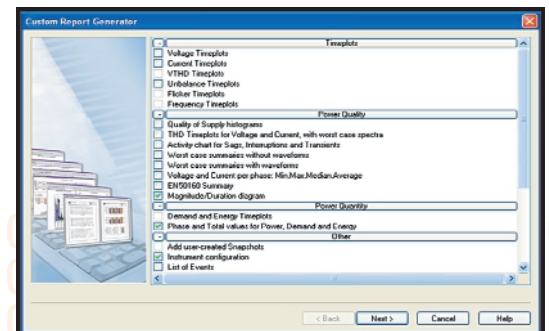 Custom Report Generator
Timeplots
Voltage Timeplots
Current Timeplots
VTHD Timeplots
Unbalance Timeplots
Flicker Timeplots
Frequency Timeplots
Power Quality
Quality of Supply histograms
THD Timeplots for Voltage and Current, with worst case spectra
Activity chart for Sags, Interruptions and Transients
Worst case summaries without waveforms
Worst case summaries with waveforms
Voltage and Current per phase: Min,Max,Median,Average
EN50160 Summary
Magnitude/Duration diagram
Power Quantity
Demand and Energy Timeplots
Phase and Total values for Power, Demand and Energy
Other
Add user-created Snapshots
Instrument configuration
List of Events
< Back
Next >
Cancel
Help